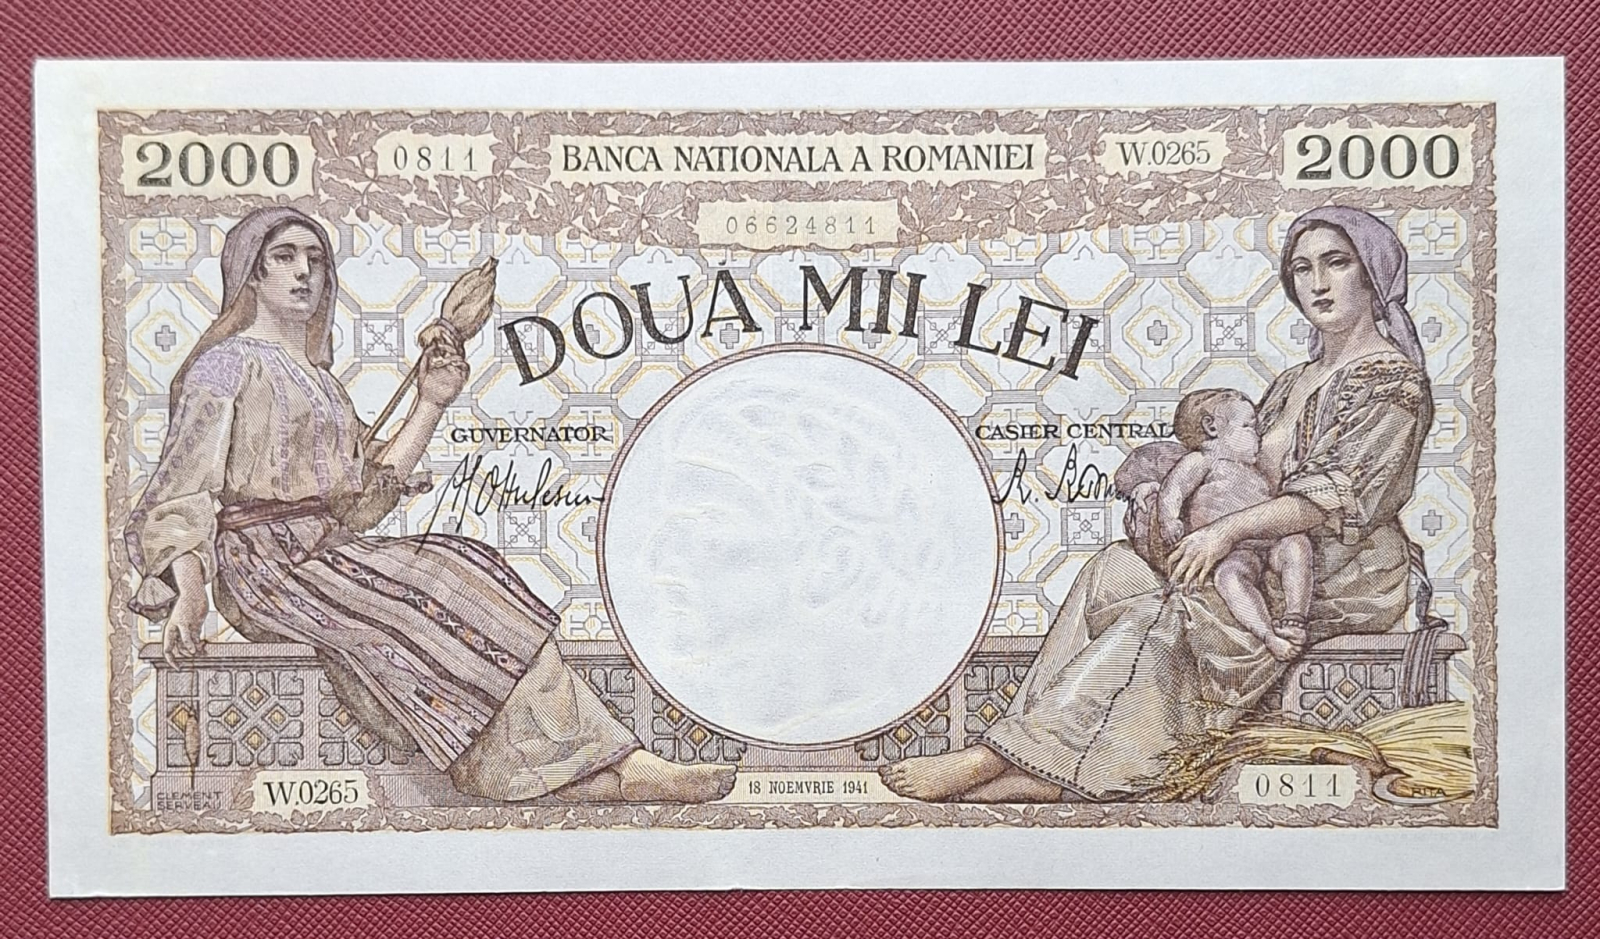 2000 0811 BANCA NATIONALA A ROMANIEI W.0265 2000
06624811
DOUĂ MII LEI
GUVERNATOR CASIER CENTRAL
CLEMENT
SERVEAU
W.0265 18 NOEMVRIE 1941 0811 RITA